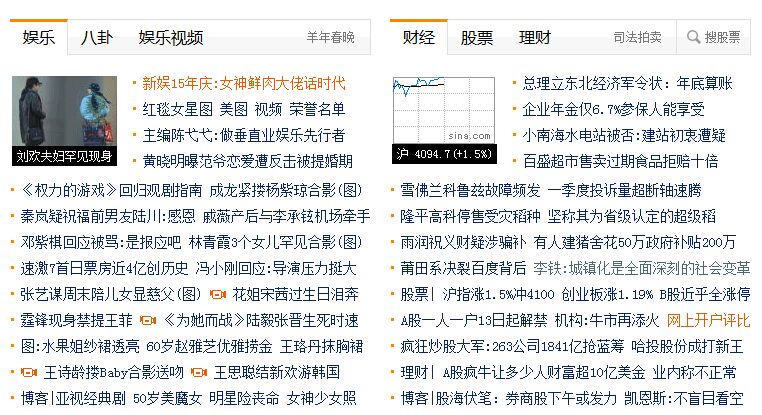 娱乐 八卦 娱乐视频 羊年春晚
刘欢夫妇罕见现身
新娱15年庆:女神鲜肉大佬话时代
红毯女星图 美图 视频 荣誉名单
主编陈弋弋:做垂直业娱乐先行者
黄晓明曝范爷恋爱遭反击被提婚期
《权力的游戏》回归观剧指南 成龙紧搂杨紫琼合影(图)
秦岚疑祝福前男友陆川:感恩 戚薇产后与李承铉机场牵手
邓紫棋回应被骂:是报应吧 林青霞3个女儿罕见合影(图)
速激7首日票房近4亿创历史 冯小刚回应:导演压力挺大
张艺谋周末陪儿女显慈父(图) 花姐宋茜过生日泪奔
霆锋现身禁提王菲 《为她而战》陆毅张晋生死时速
图:水果姐纱裙透亮 60岁赵雅芝优雅捞金 王珞丹抹胸裙
王诗龄搂Baby合影送吻 王思聪结新欢游韩国
博客|亚视经典剧 50岁美魔女 明星险丧命 女神少女照
财经 股票 理财 司法拍卖 搜股票
sina.com
沪 4094.7(+1.5%)
总理立东北经济军令状: 年底算账
企业年金仅6.7%参保人能享受
小南海水电站被否:建站初衷遭疑
百盛超市售卖过期食品拒赔十倍
雪佛兰科鲁兹故障频发 一季度投诉量超断轴速腾
隆平高科停售受灾稻种 坚称其为省级认定的超级稻
雨润祝义财疑涉骗补 有人建猪舍花50万政府补贴200万
莆田系决裂百度背后 李铁:城镇化是全面深刻的社会变革
股票| 沪指涨1.5%冲4100 创业板涨1.19% B股近乎全涨停
A股一人一户13日起解禁 机构:牛市再添火 网上开户评比
疯狂炒股大军:263公司1841亿抢蓝筹 哈投股份成打新王
理财| A股疯牛让多少人财富超10亿美金 业内称不正常
博客|股海伏笔: 券商股下午或发力 凯恩斯:不盲目看空